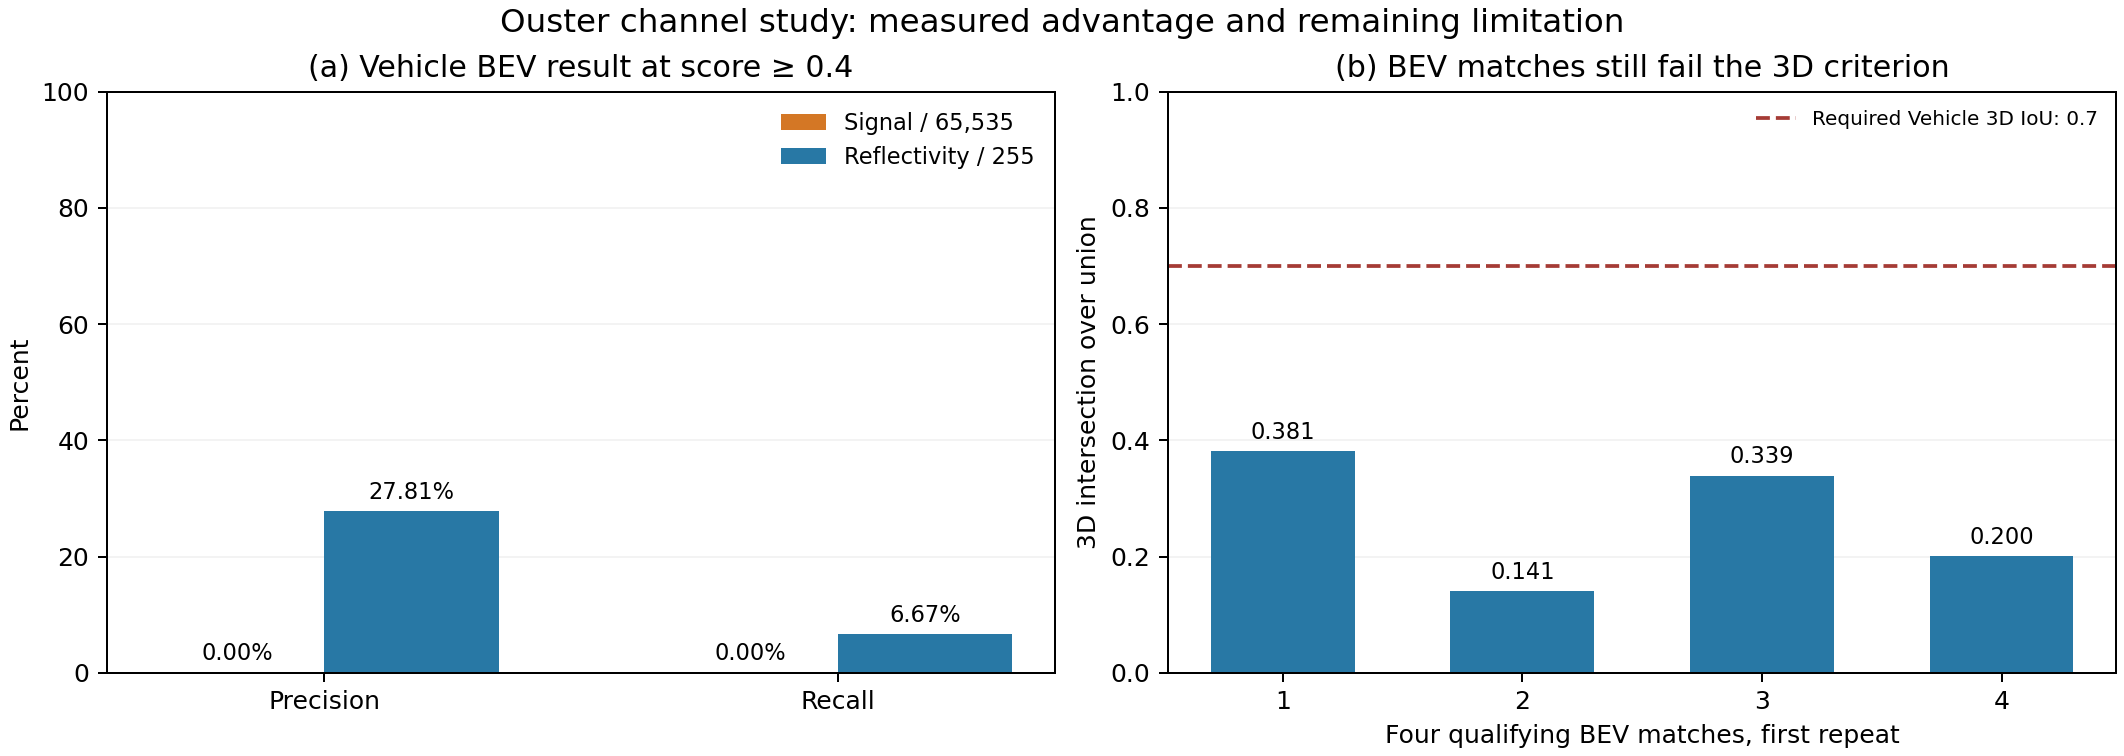 Ouster channel study: measured advantage and remaining limitation
(a) Vehicle BEV result at score ≥ 0.4
Signal / 65,535
Reflectivity / 255
Percent
100
80
60
40
20
0
0.00%
27.81%
0.00%
6.67%
Precision
Recall
(b) BEV matches still fail the 3D criterion
Required Vehicle 3D IoU: 0.7
3D intersection over union
1.0
0.8
0.6
0.4
0.2
0.0
0.381
0.141
0.339
0.200
1
2
3
4
Four qualifying BEV matches, first repeat